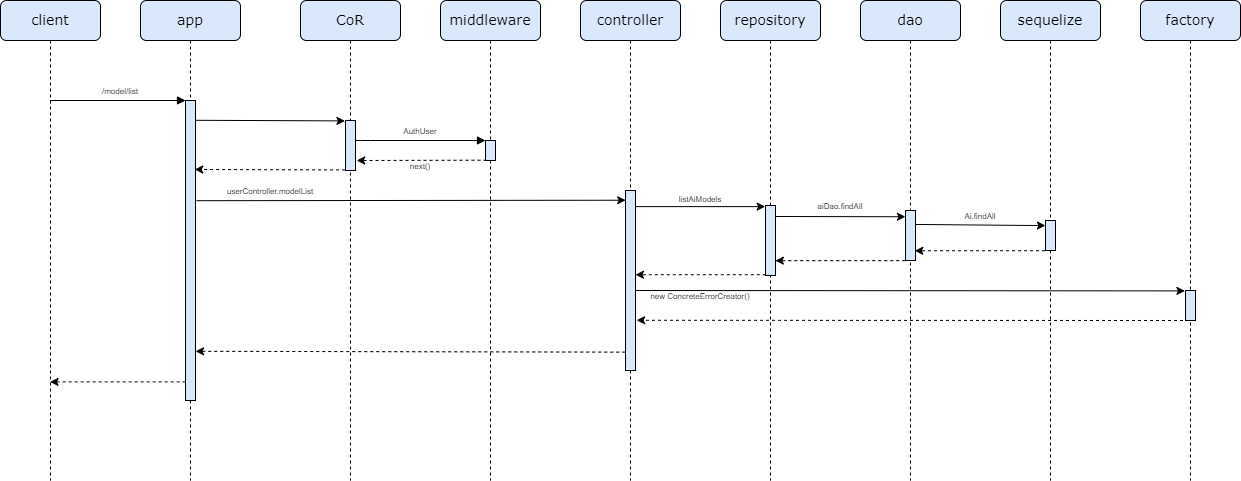 client
app
CoR
middleware
controller
repository
dao
sequelize
factory
/model/list
AuthUser
next()
userController.modelList
listAiModels
aiDao.findAll
Ai.findAll
new ConcreteErrorCreator()